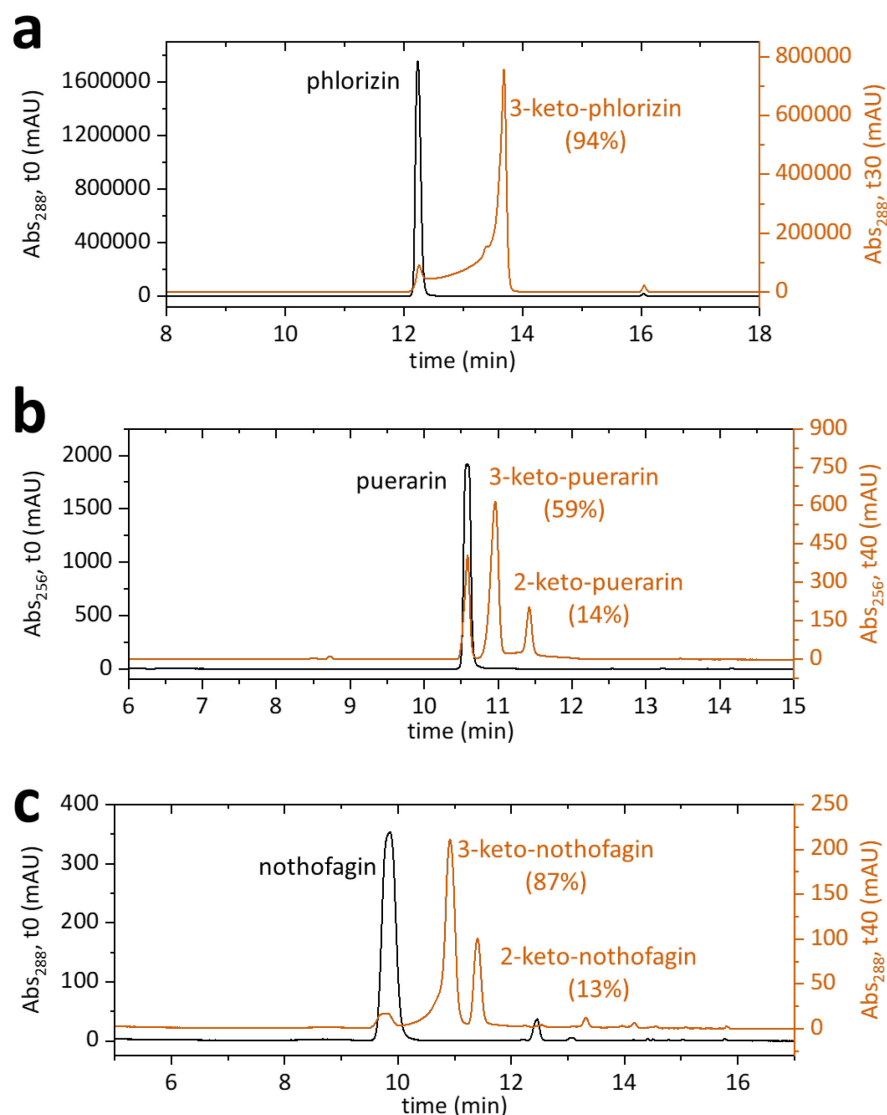 a
phlorizin
3-keto-phlorizin
(94%)
Abs288, t0 (mAU)
1600000
1200000
800000
400000
0
Abs288, t30 (mAU)
800000
600000
400000
200000
0
8 10 12 14 16 18
time (min)
b
puerarin
3-keto-puerarin
(59%)
2-keto-puerarin
(14%)
Abs256, t0 (mAU)
2000
1500
1000
500
0
Abs256, t40 (mAU)
900
750
600
450
300
150
0
6 7 8 9 10 11 12 13 14 15
time (min)
c
nothofagin
3-keto-nothofagin
(87%)
2-keto-nothofagin
(13%)
Abs288, t0 (mAU)
400
300
200
100
0
Abs288, t40 (mAU)
250
200
150
100
50
0
6 8 10 12 14 16
time (min)